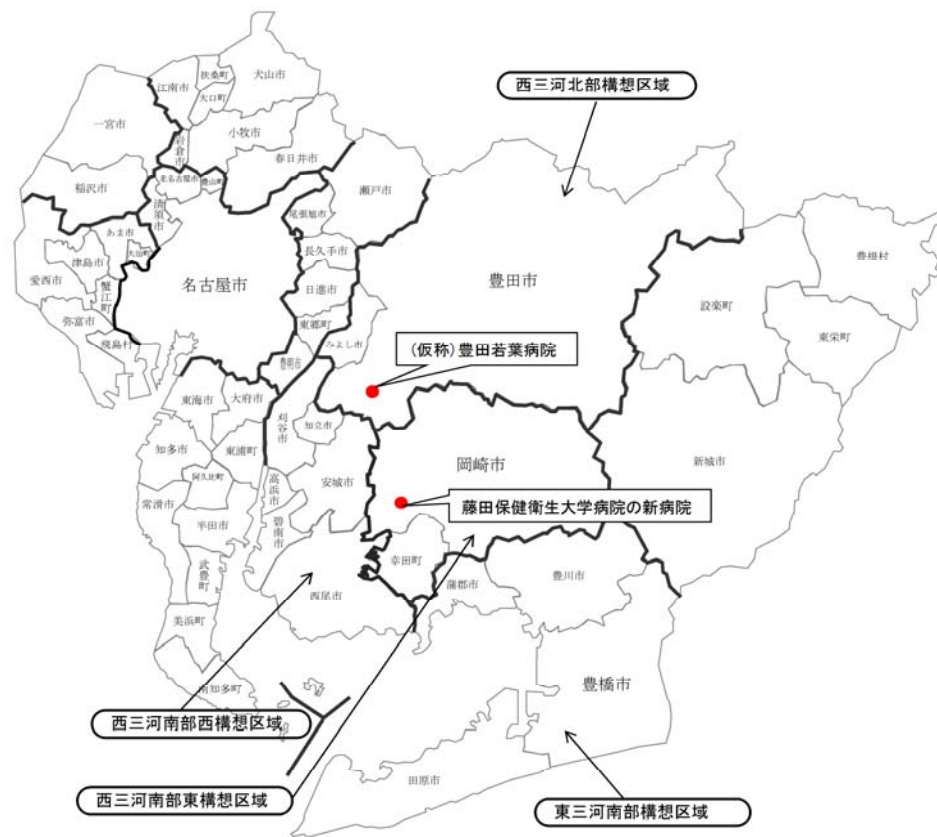 西三河北部構想区域
犬山市
扶桑町
江南市
大口町
一宮市
小牧市
岩倉市
春日井市
瀬戸市
稲沢市
北名古屋市
豊山町
清須市
尾張旭市
あま市
大治町
長久手市
津島市
愛西市
名古屋市
日進市
豊田市
設楽町
豊根村
東栄町
蟹江町
弥富市
飛島村
東郷町
みよし市
(仮称)豊田若葉病院
東海市
大府市
刈谷市
知立市
知多市
東浦町
岡崎市
新城市
阿久比町
高浜市
安城市
常滑市
藤田保健衛生大学病院の新病院
半田市
碧南市
幸田町
武豊町
西尾市
蒲郡市
豊川市
美浜町
豊橋市
南知多町
西三河南部西構想区域
田原市
西三河南部東構想区域
東三河南部構想区域